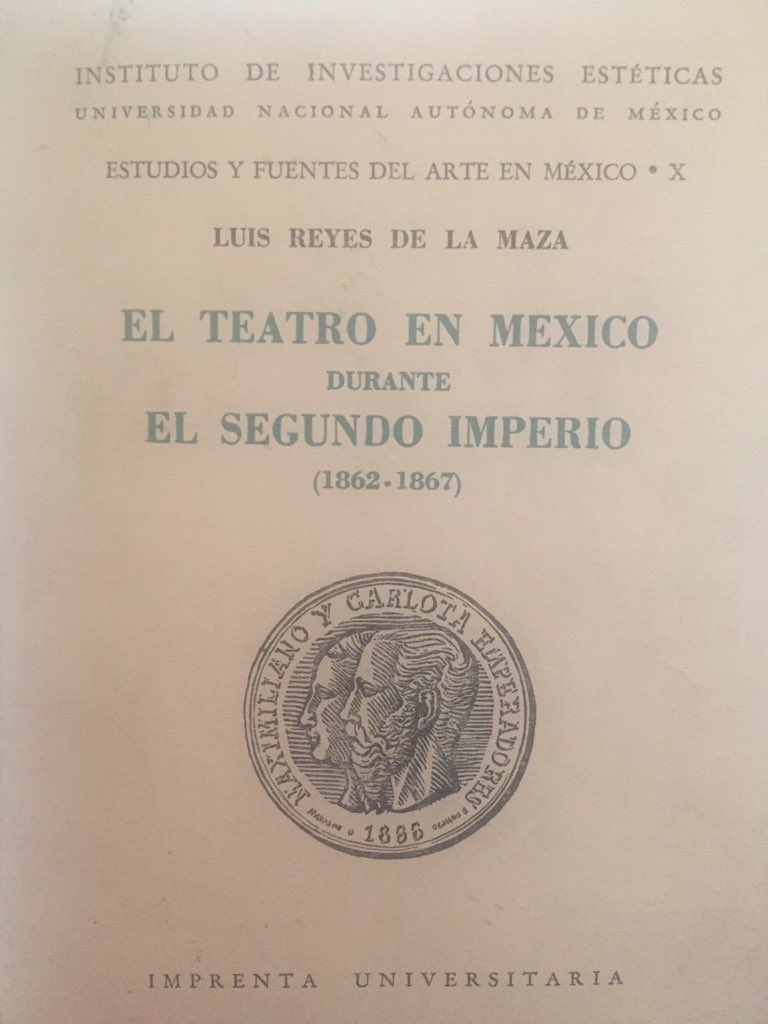 INSTITUTO DE INVESTIGACIONES ESTÉTICAS
UNIVERSIDAD NACIONAL AUTÓNOMA DE MÉXICO
ESTUDIOS Y FUENTES DEL ARTE EN MÉXICO • X
LUIS REYES DE LA MAZA
EL TEATRO EN MEXICO
DURANTE
EL SEGUNDO IMPERIO
(1862-1867)
MAXIMILIANO Y CARLOTA EMPERADORES
1866
IMPRENTA UNIVERSITARIA